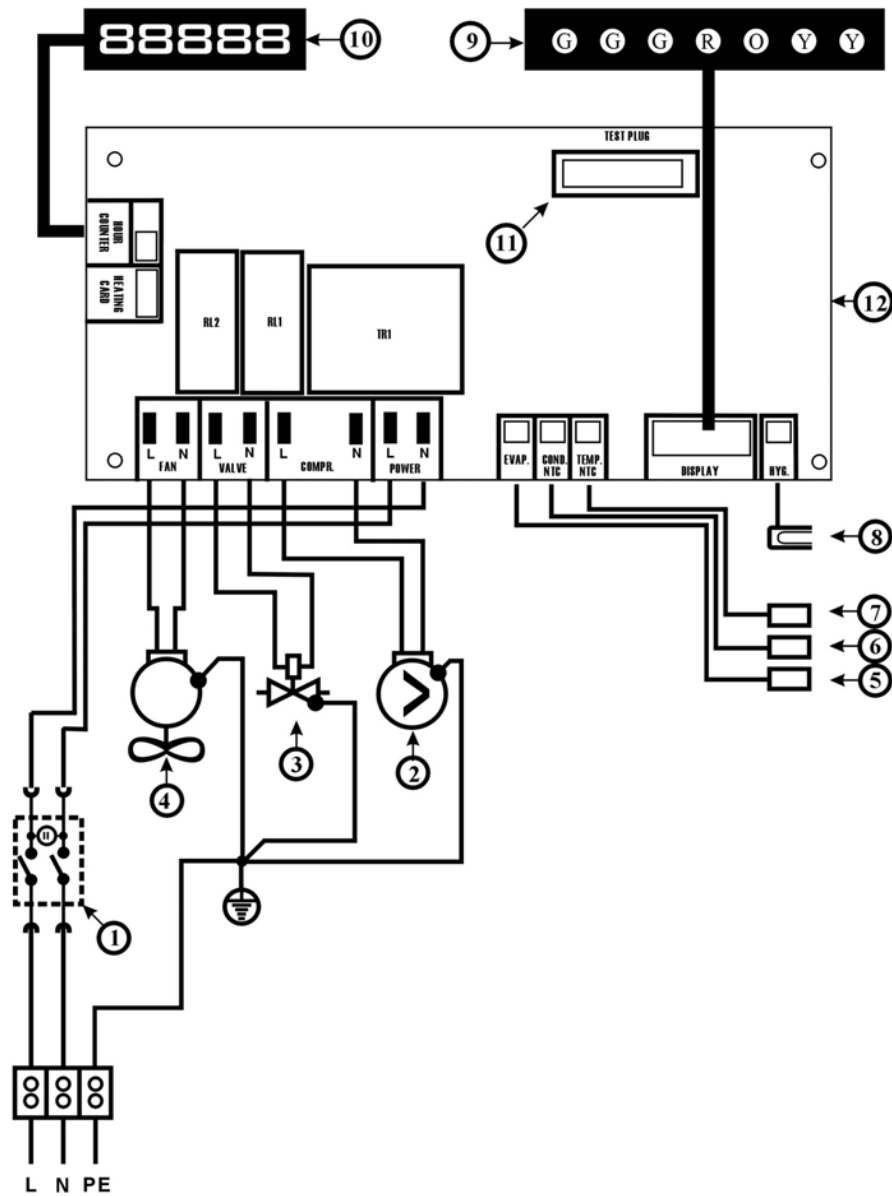 88888
10
9
G G G R O Y Y
TEST PLUG
11
HOUR
COUNTER
HEATING
CARD
12
RL2
RL1
TR1
L N L N L N L N
FAN VALVE COMPR. POWER
EVAP.
COND.
NTC
TEMP.
NTC
DISPLAY
HYG.
8
7
6
5
4
3
2
1
L N PE